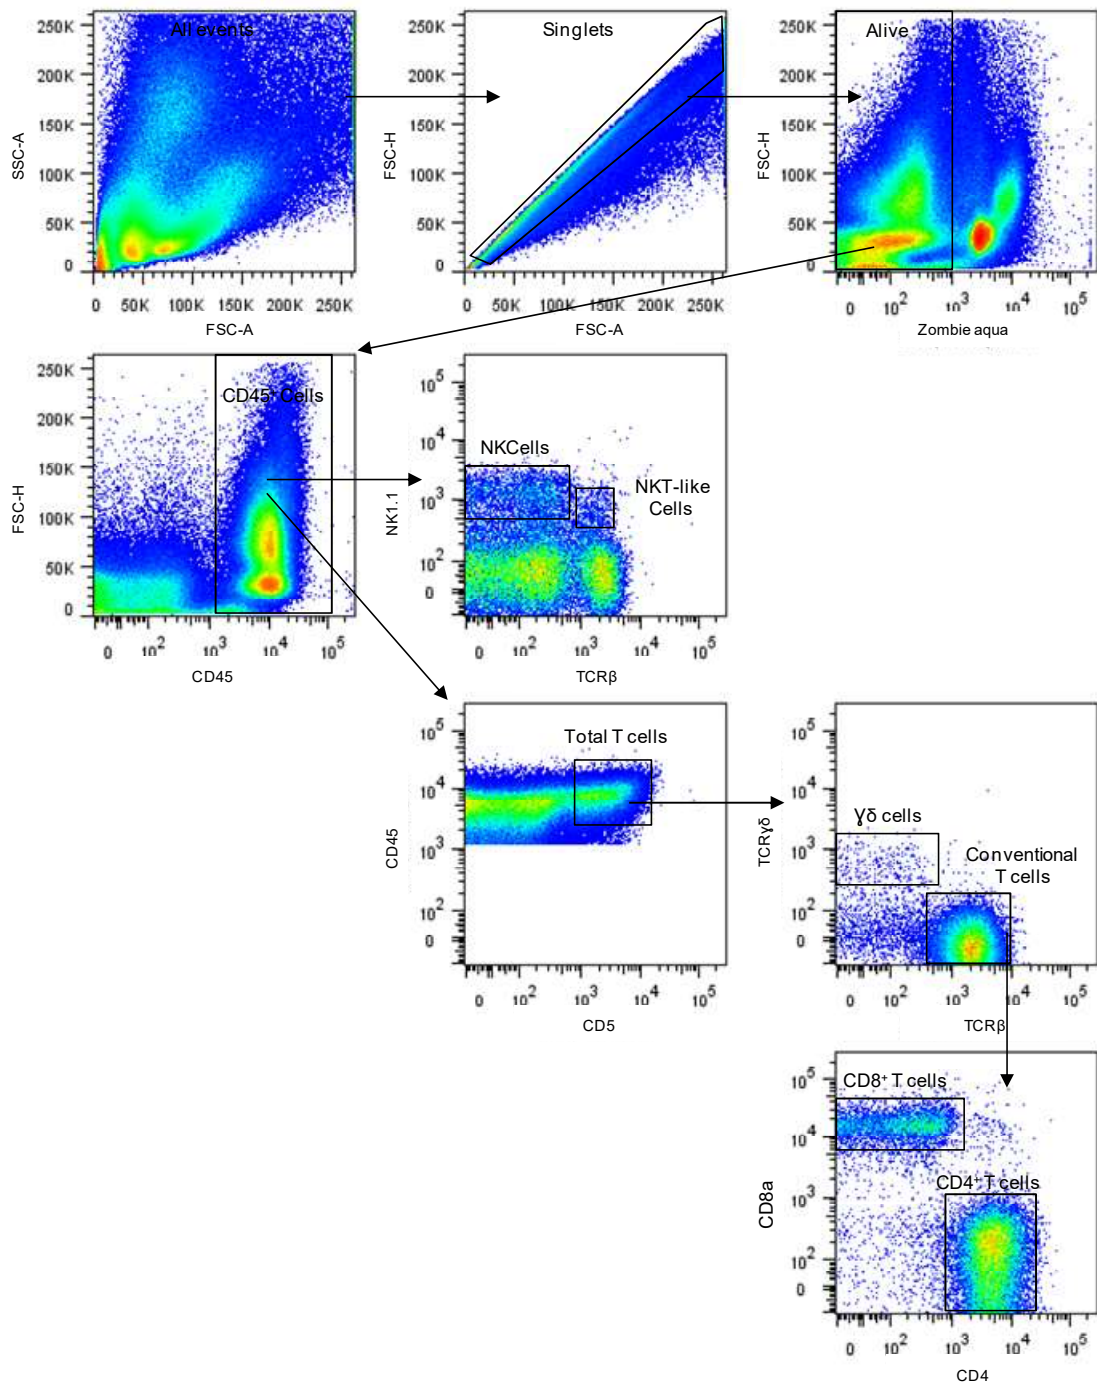 All events
Singlets
Alive
250K
200K
150K
100K
50K
0
SSC-A
0 50K 100K 150K 200K 250K
FSC-A
250K
200K
150K
100K
50K
0
FSC-H
0 50K 100K 150K 200K 250K
FSC-A
250K
200K
150K
100K
50K
0
FSC-H
0 10² 10³ 10⁴ 10⁵
Zombie aqua
CD45⁺ Cells
250K
200K
150K
100K
50K
0
FSC-H
0 10² 10³ 10⁴ 10⁵
CD45
NK Cells
NKT-like
Cells
10⁵
10⁴
10³
10²
0
NK1.1
0 10² 10³ 10⁴ 10⁵
TCRβ
Total T cells
10⁵
10⁴
10³
10²
0
CD45
0 10² 10³ 10⁴ 10⁵
CD5
Ɣδ cells
Conventional
T cells
10⁵
10⁴
10³
10²
0
TCRɣδ
0 10² 10³ 10⁴ 10⁵
TCRβ
CD8⁺ T cells
CD4⁺ T cells
10⁵
10⁴
10³
10²
0
CD8a
0 10² 10³ 10⁴ 10⁵
CD4